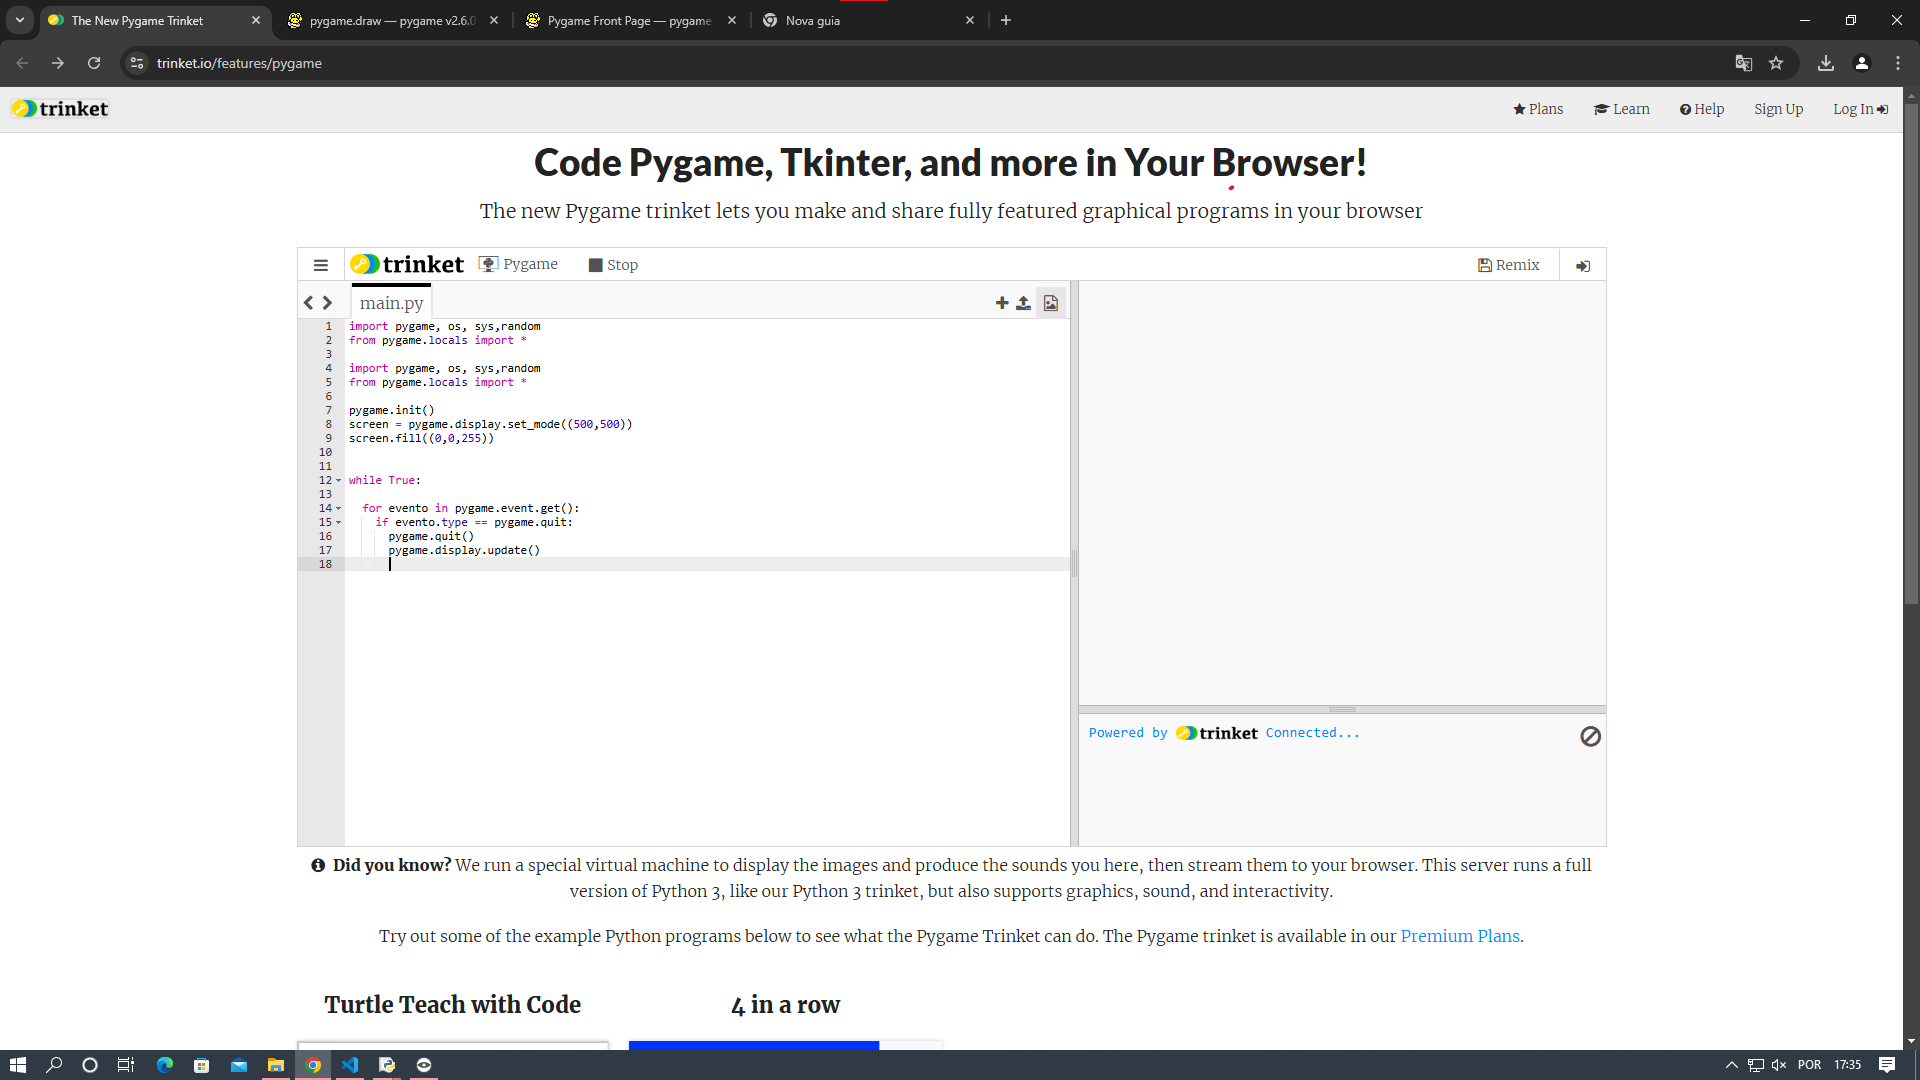 The New Pygame Trinket
pygame.draw — pygame v2.6.0
Pygame Front Page — pygame
Nova guia
trinket.io/features/pygame
trinket
Plans
Learn
Help
Sign Up
Log In
Code Pygame, Tkinter, and more in Your Browser!
The new Pygame trinket lets you make and share fully featured graphical programs in your browser
trinket
Pygame
Stop
Remix
main.py
1 import pygame, os, sys,random
2 from pygame.locals import *
3
4 import pygame, os, sys,random
5 from pygame.locals import *
6
7 pygame.init()
8 screen = pygame.display.set_mode((500,500))
9 screen.fill((0,0,255))
10
11
12 while True:
13
14 for evento in pygame.event.get():
15 if evento.type == pygame.quit:
16 pygame.quit()
17 pygame.display.update()
18
Powered by trinket Connected...
Did you know? We run a special virtual machine to display the images and produce the sounds you here, then stream them to your browser. This server runs a full
version of Python 3, like our Python 3 trinket, but also supports graphics, sound, and interactivity.
Try out some of the example Python programs below to see what the Pygame Trinket can do. The Pygame trinket is available in our Premium Plans.
Turtle Teach with Code
4 in a row
POR
17:35